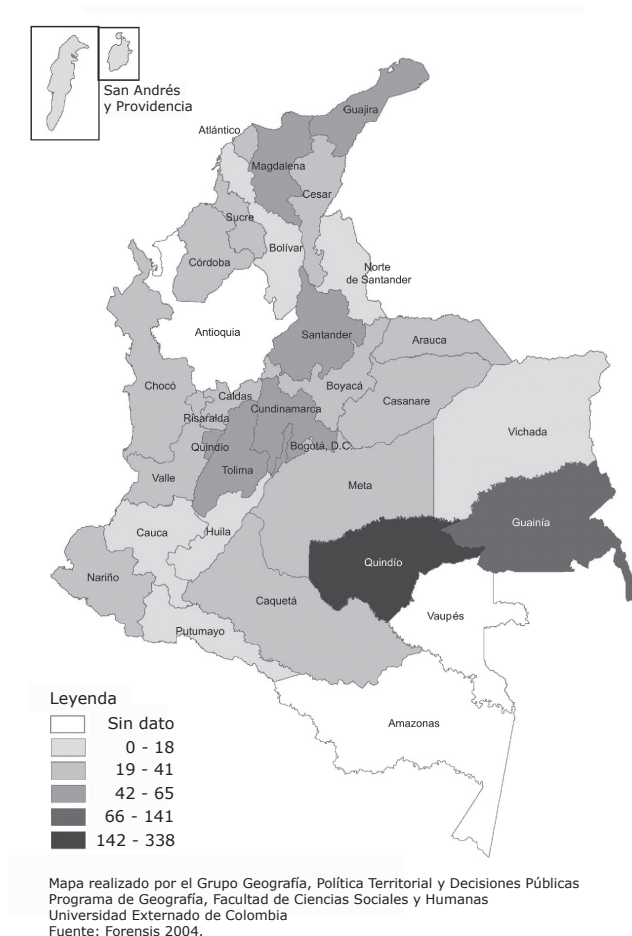 San Andrés
y Providencia
Guajira
Atlántico
Magdalena
Cesar
Sucre
Bolívar
Córdoba
Norte
de Santander
Antioquia
Santander
Arauca
Chocó
Boyacá
Caldas
Casanare
Cundinamarca
Risaralda
Vichada
Quindio
Bogotá, D.C.
Tolima
Valle
Meta
Guainía
Cauca
Huila
Quindío
Nariño
Caquetá
Vaupés
Putumayo
Amazonas
Leyenda
Sin dato
0 - 18
19 - 41
42 - 65
66 - 141
142 - 338
Mapa realizado por el Grupo Geografía, Política Territorial y Decisiones Públicas
Programa de Geografía, Facultad de Ciencias Sociales y Humanas
Universidad Externado de Colombia
Fuente: Forensis 2004.